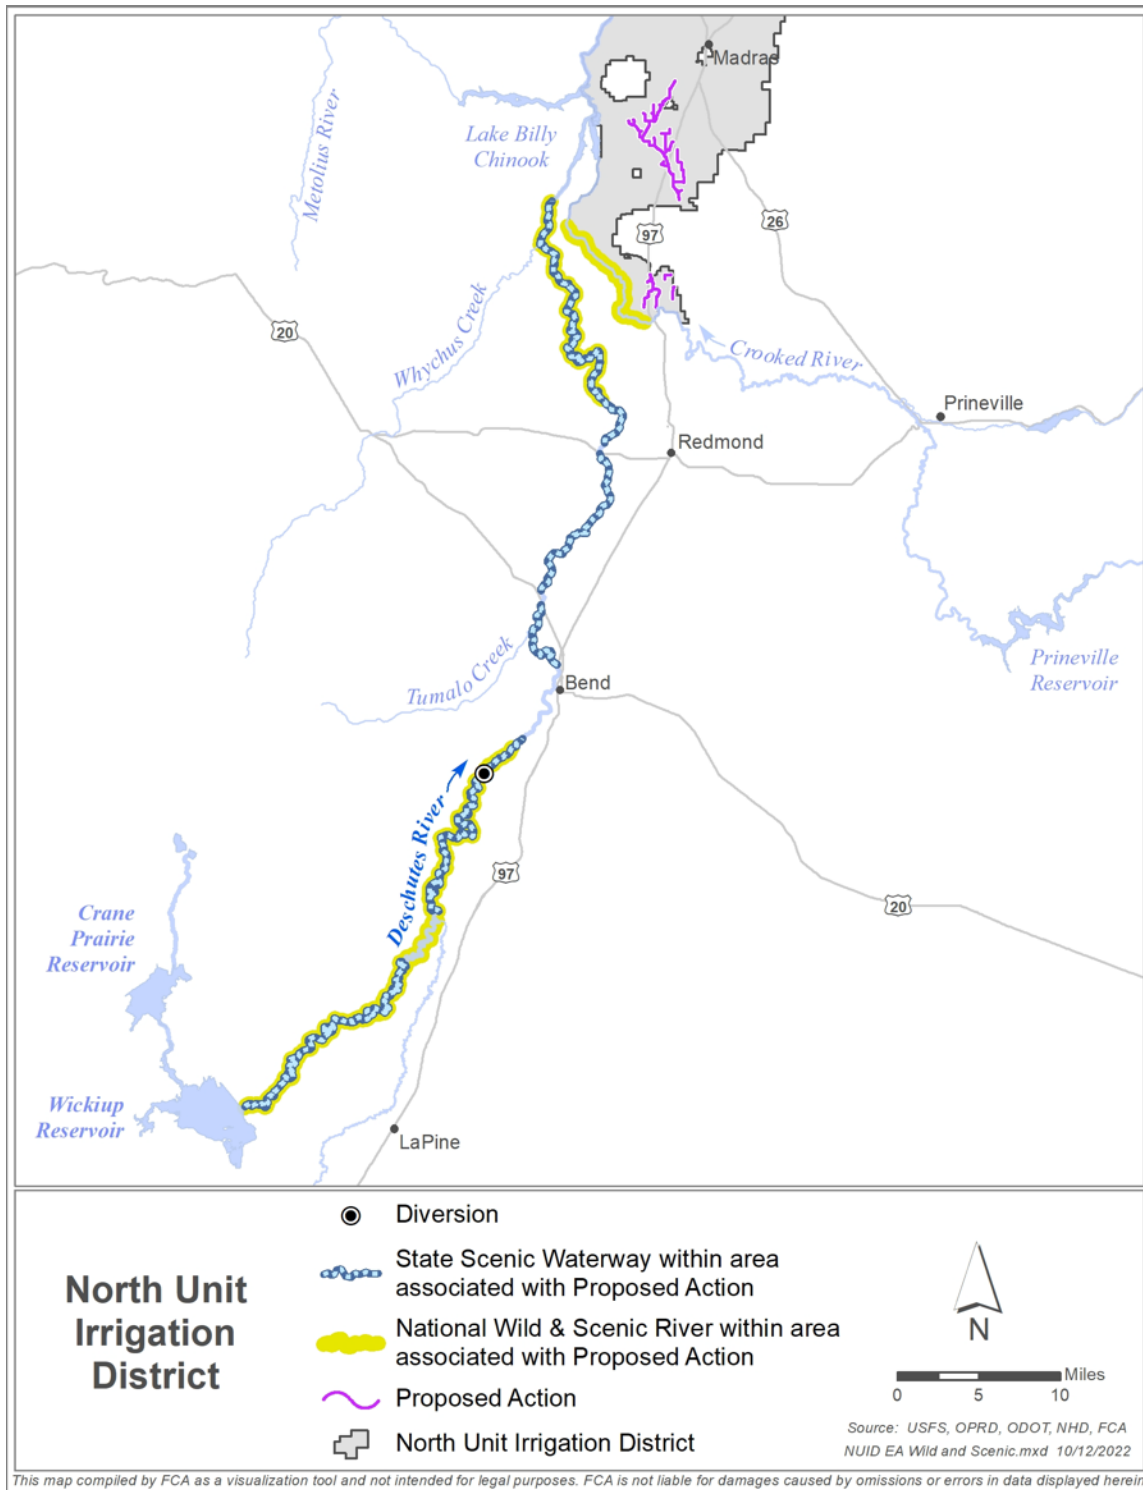 Madras
Lake Billy
Chinook
Metolius River
26
97
20
Whychus Creek
Crooked River
Prineville
Redmond
Tumalo Creek
Prineville
Reservoir
Bend
Deschutes River
97
20
Crane
Prairie
Reservoir
Wickiup
Reservoir
LaPine
North Unit
Irrigation
District
Diversion
State Scenic Waterway within area
associated with Proposed Action
National Wild & Scenic River within area
associated with Proposed Action
Proposed Action
North Unit Irrigation District
N
Miles
0 5 10
Source: USFS, OPRD, ODOT, NHD, FCA
NUID EA Wild and Scenic.mxd 10/12/2022
This map compiled by FCA as a visualization tool and not intended for legal purposes. FCA is not liable for damages caused by omissions or errors in data displayed herein